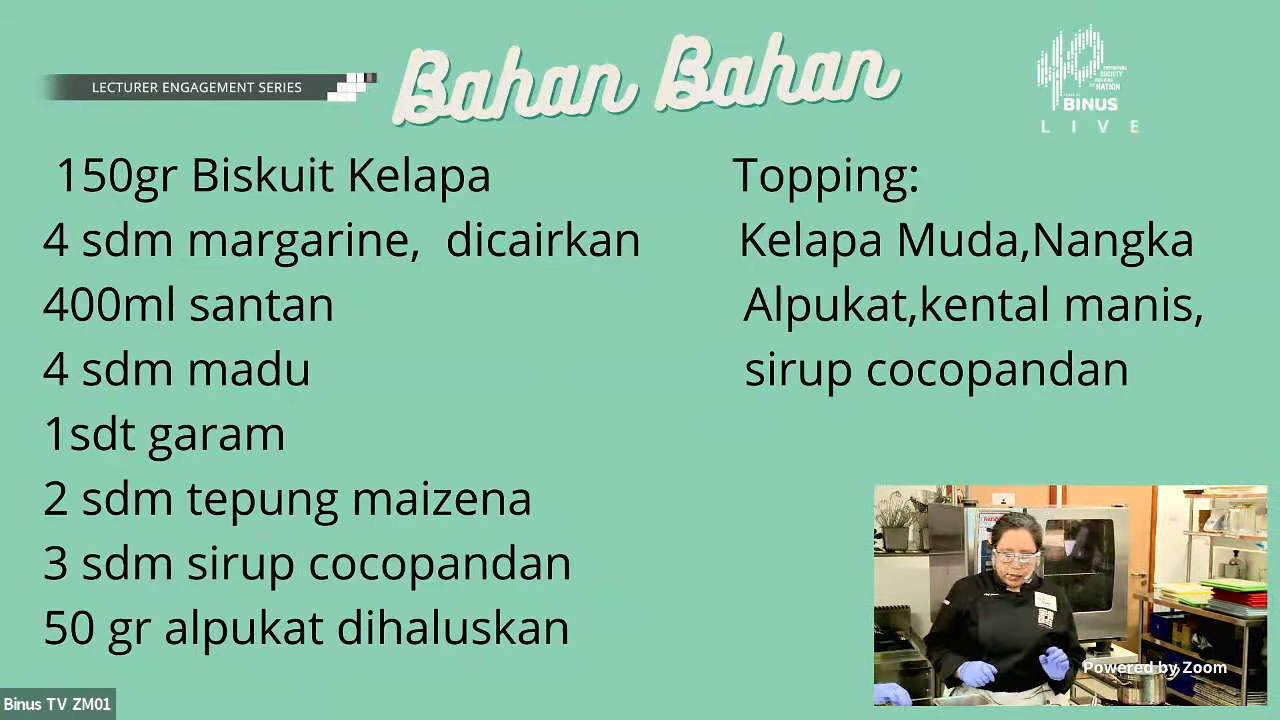 LECTURER ENGAGEMENT SERIES
Bahan Bahan
SOCIETY
NATION
BINUS
LIVE
150gr Biskuit Kelapa
4 sdm margarine, dicairkan
400ml santan
4 sdm madu
1sdt garam
2 sdm tepung maizena
3 sdm sirup cocopandan
50 gr alpukat dihaluskan
Topping:
Kelapa Muda,Nangka
Alpukat,kental manis,
sirup cocopandan
Powered by Zoom
Binus TV ZM01